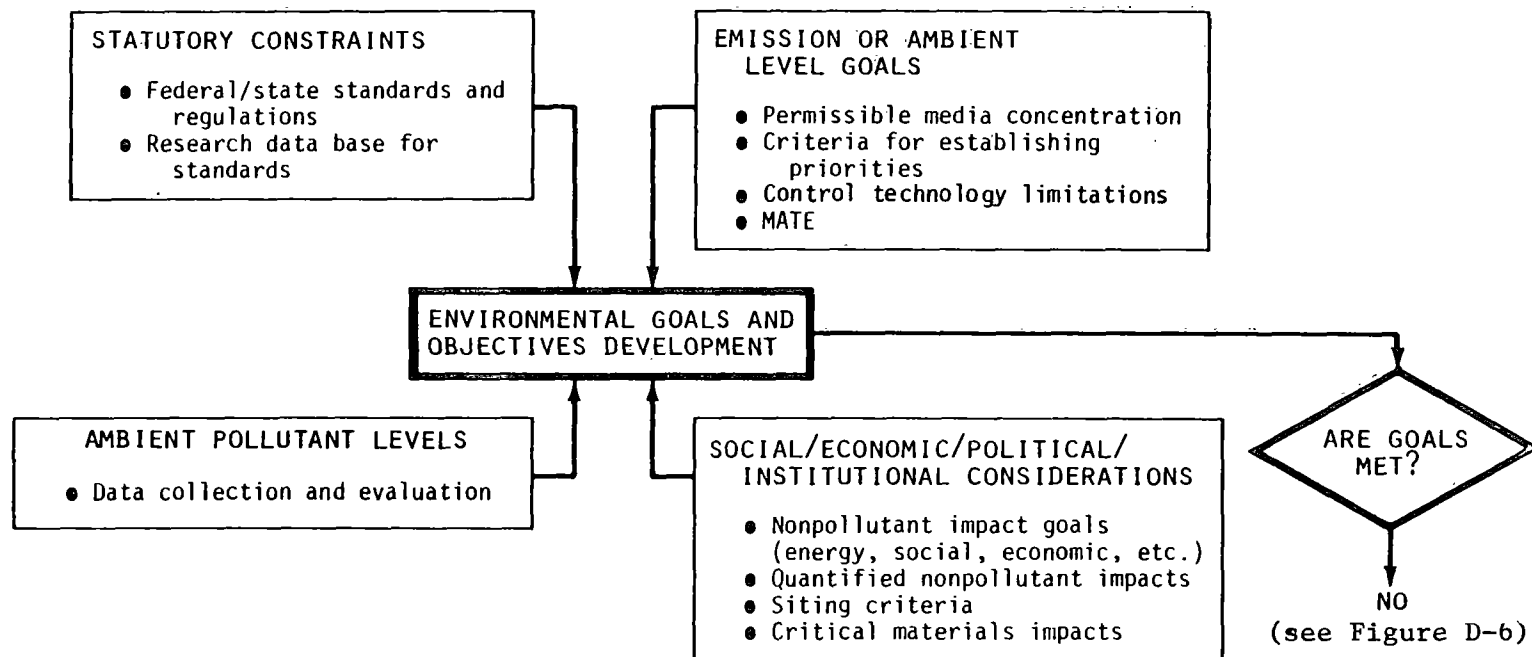 STATUTORY CONSTRAINTS
● Federal/state standards and
regulations
● Research data base for
standards
EMISSION OR AMBIENT
LEVEL GOALS
● Permissible media concentration
● Criteria for establishing
priorities
● Control technology limitations
● MATE
ENVIRONMENTAL GOALS AND
OBJECTIVES DEVELOPMENT
AMBIENT POLLUTANT LEVELS
● Data collection and evaluation
SOCIAL/ECONOMIC/POLITICAL/
INSTITUTIONAL CONSIDERATIONS
● Nonpollutant impact goals
(energy, social, economic, etc.)
● Quantified nonpollutant impacts
● Siting criteria
● Critical materials impacts
ARE GOALS
MET?
NO
(see Figure D-6)